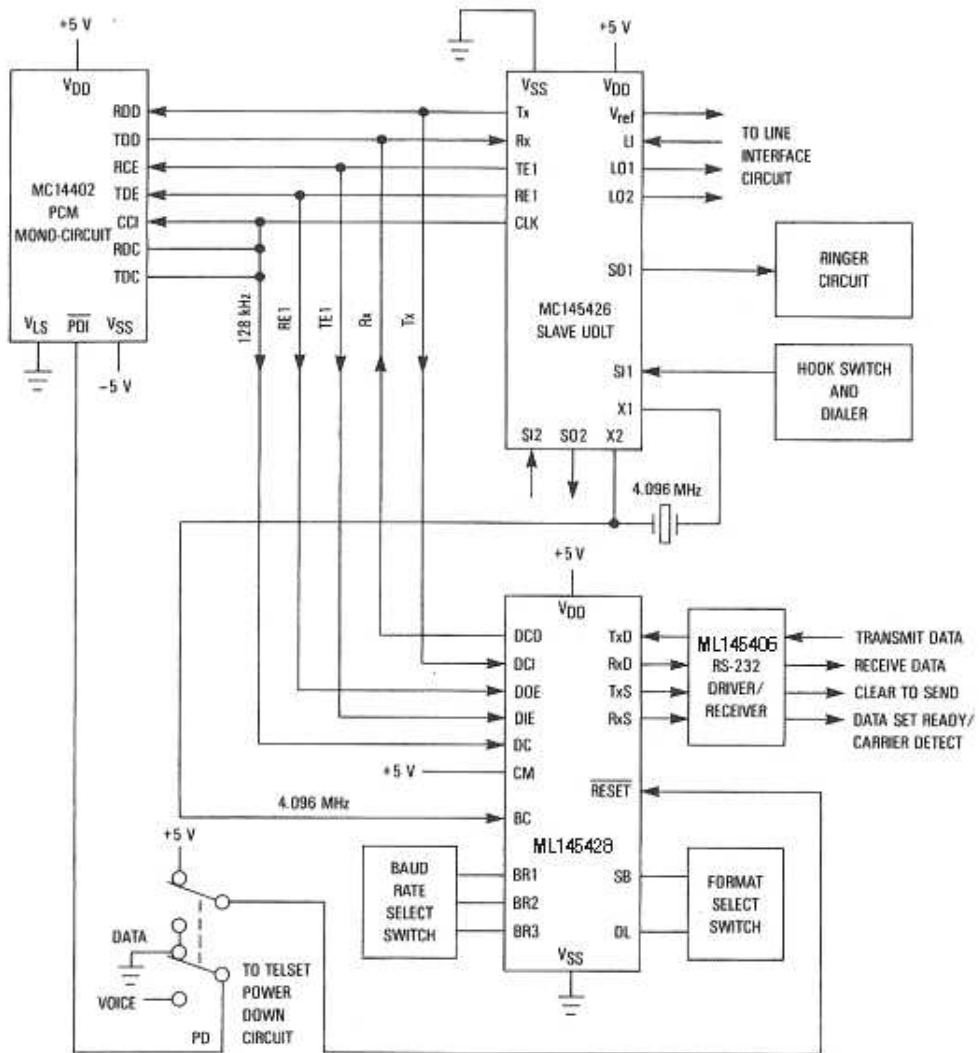 +5 V
VDD
RDD
TDD
RCE
TDE
CCI
RDC
TDC
MC14402
PCM
MONO-CIRCUIT
VLS
PDI
VSS
-5 V
+5 V
VSS
VDD
Tx
Rx
TE1
RE1
CLK
Vref
LI
LO1
LO2
SO1
MC145426
SLAVE UDLT
SI1
X1
SI2
SO2
X2
TO LINE
INTERFACE
CIRCUIT
RINGER
CIRCUIT
HOOK SWITCH
AND
DIALER
128 kHz
RE1
TE1
Rx
Tx
4.096 MHz
+5 V
VDD
DCO
DCI
DOE
DIE
DC
CM
BC
BR1
BR2
BR3
TxD
RxD
TxS
RxS
RESET
ML145428
SB
DL
VSS
ML145406
RS-232
DRIVER/
RECEIVER
TRANSMIT DATA
RECEIVE DATA
CLEAR TO SEND
DATA SET READY/
CARRIER DETECT
+5 V
4.096 MHz
+5 V
BAUD
RATE
SELECT
SWITCH
FORMAT
SELECT
SWITCH
DATA
VOICE
PD
TO TELSET
POWER
DOWN
CIRCUIT